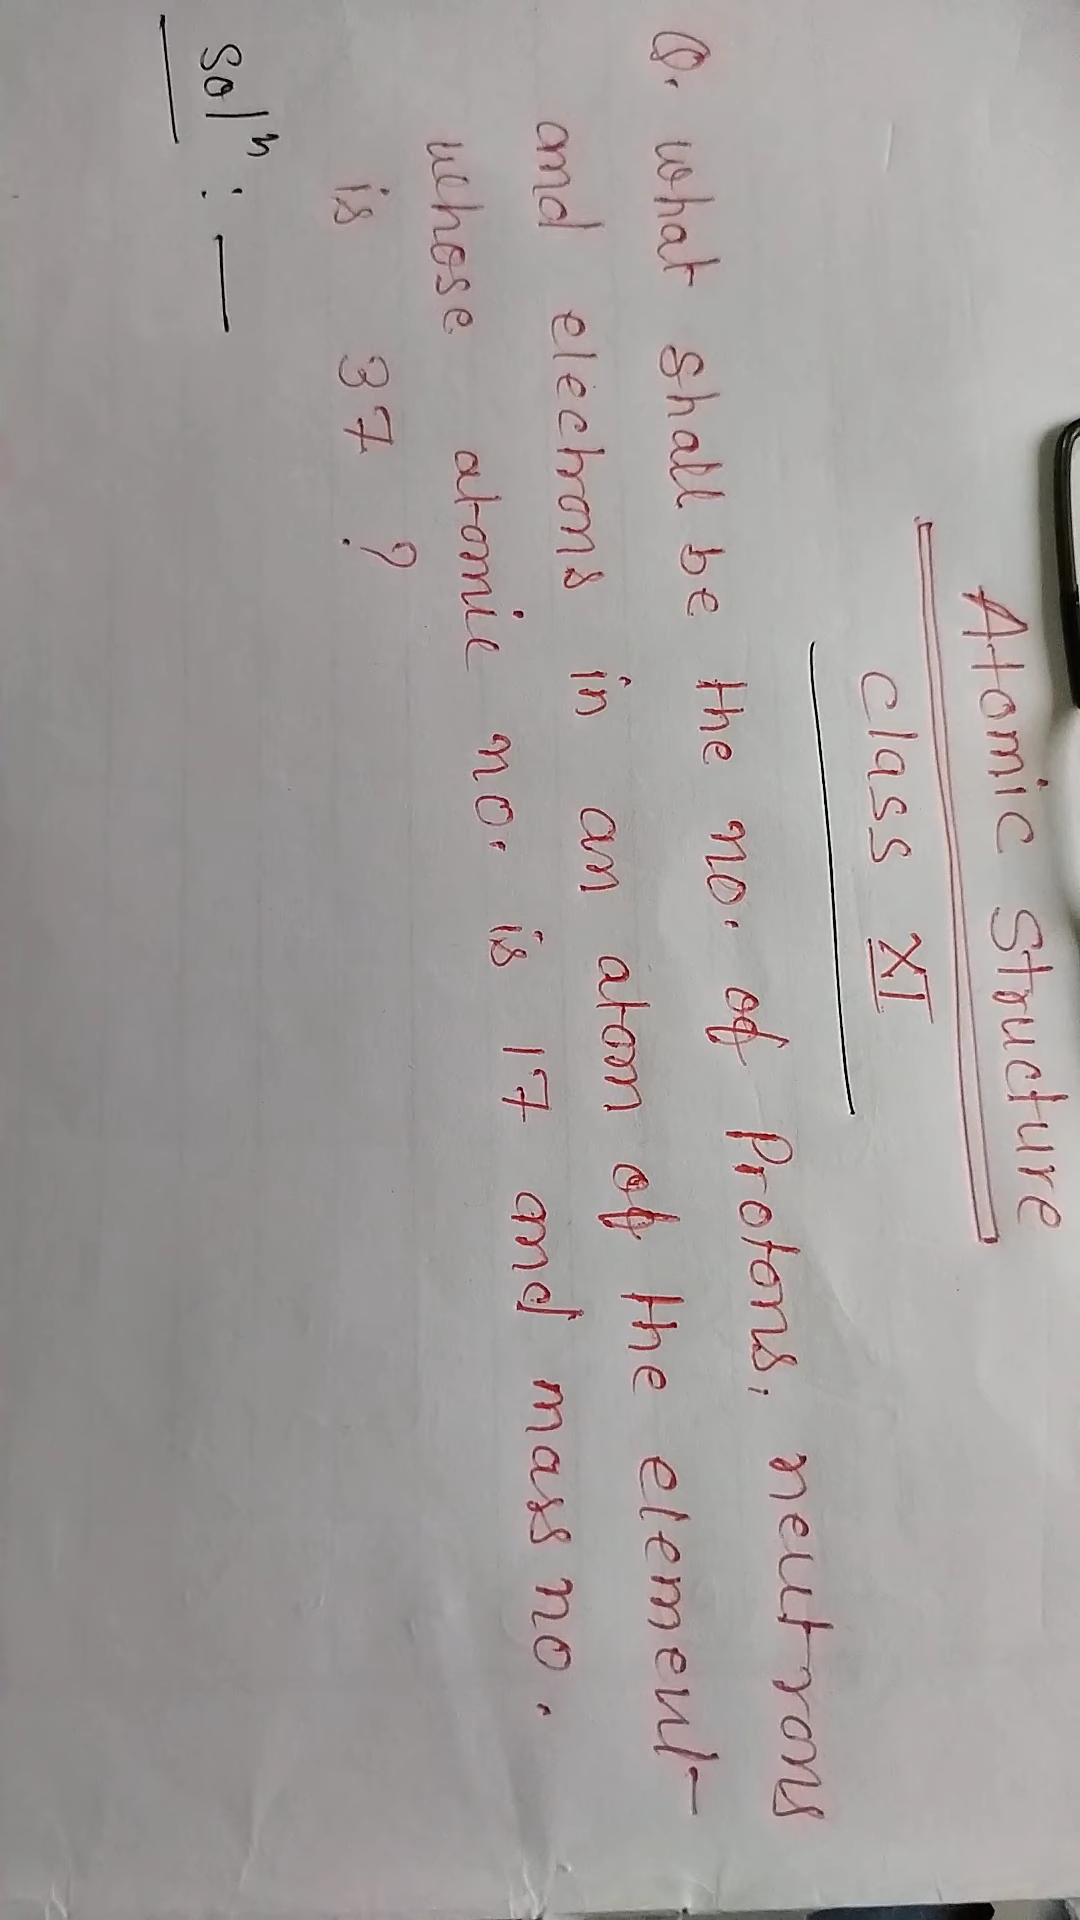 Atomic Structure
class XI
Q. what shall be the no. of Protons, neutrons
and electrons in an atom of the element
whose atomic no. is 17 and mass no.
is 37 ?
Solⁿ : —